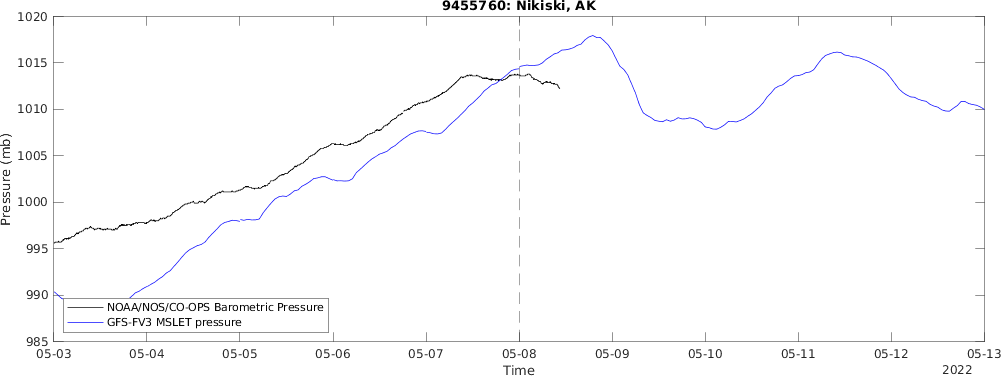 9455760: Nikiski, AK
Pressure (mb)
1020
1015
1010
1005
1000
995
990
985
NOAA/NOS/CO-OPS Barometric Pressure
GFS-FV3 MSLET pressure
05-03 05-04 05-05 05-06 05-07 05-08 05-09 05-10 05-11 05-12 05-13
Time
2022